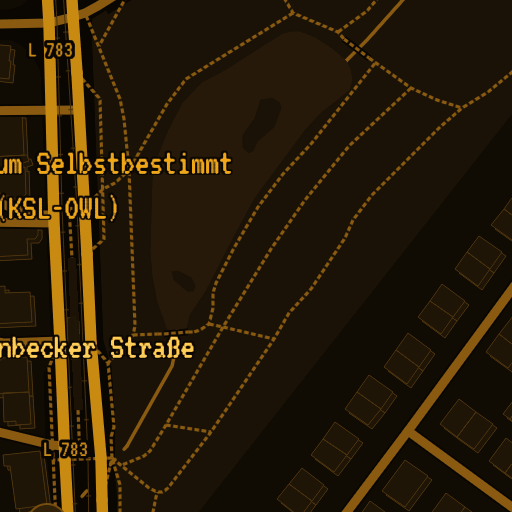 L 783
um Selbstbestimmt
(KSL-OWL)
nbecker Straße
L 783